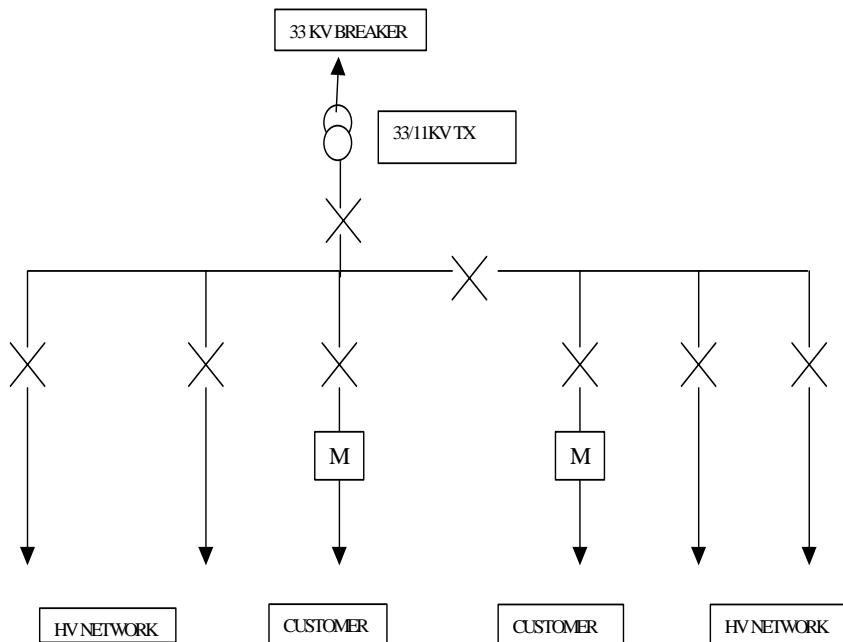 33 KV BREAKER
33/11KV TX
M
M
HV NETWORK
CUSTOMER
CUSTOMER
HV NETWORK